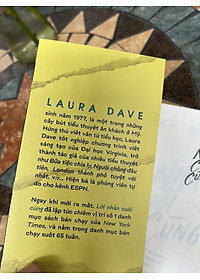 LAURA DAVE
sinh năm 1977, là một trong những
cây bút tiểu thuyết ăn khách ở Mỹ.
Hứng thú viết văn từ tiểu học, Laura
Dave tốt nghiệp chương trình viết
sáng tạo của Đại học Virginia, trở
thành tác giả của nhiều tiểu thuyết
như Bữa tiệc chia ly, Người chồng đầu
tiên, London thành phố tuyệt vời
nhất, v.v... Hiện bà là phóng viên tự
do cho kênh ESPN.
Ngay khi mới ra mắt, Lời nhắn cuối
cùng đã lập tức chiếm vị trí số 1 danh
mục sách bán chạy của New York
Times, và nằm trong danh mục bán
chạy suốt 65 tuần.